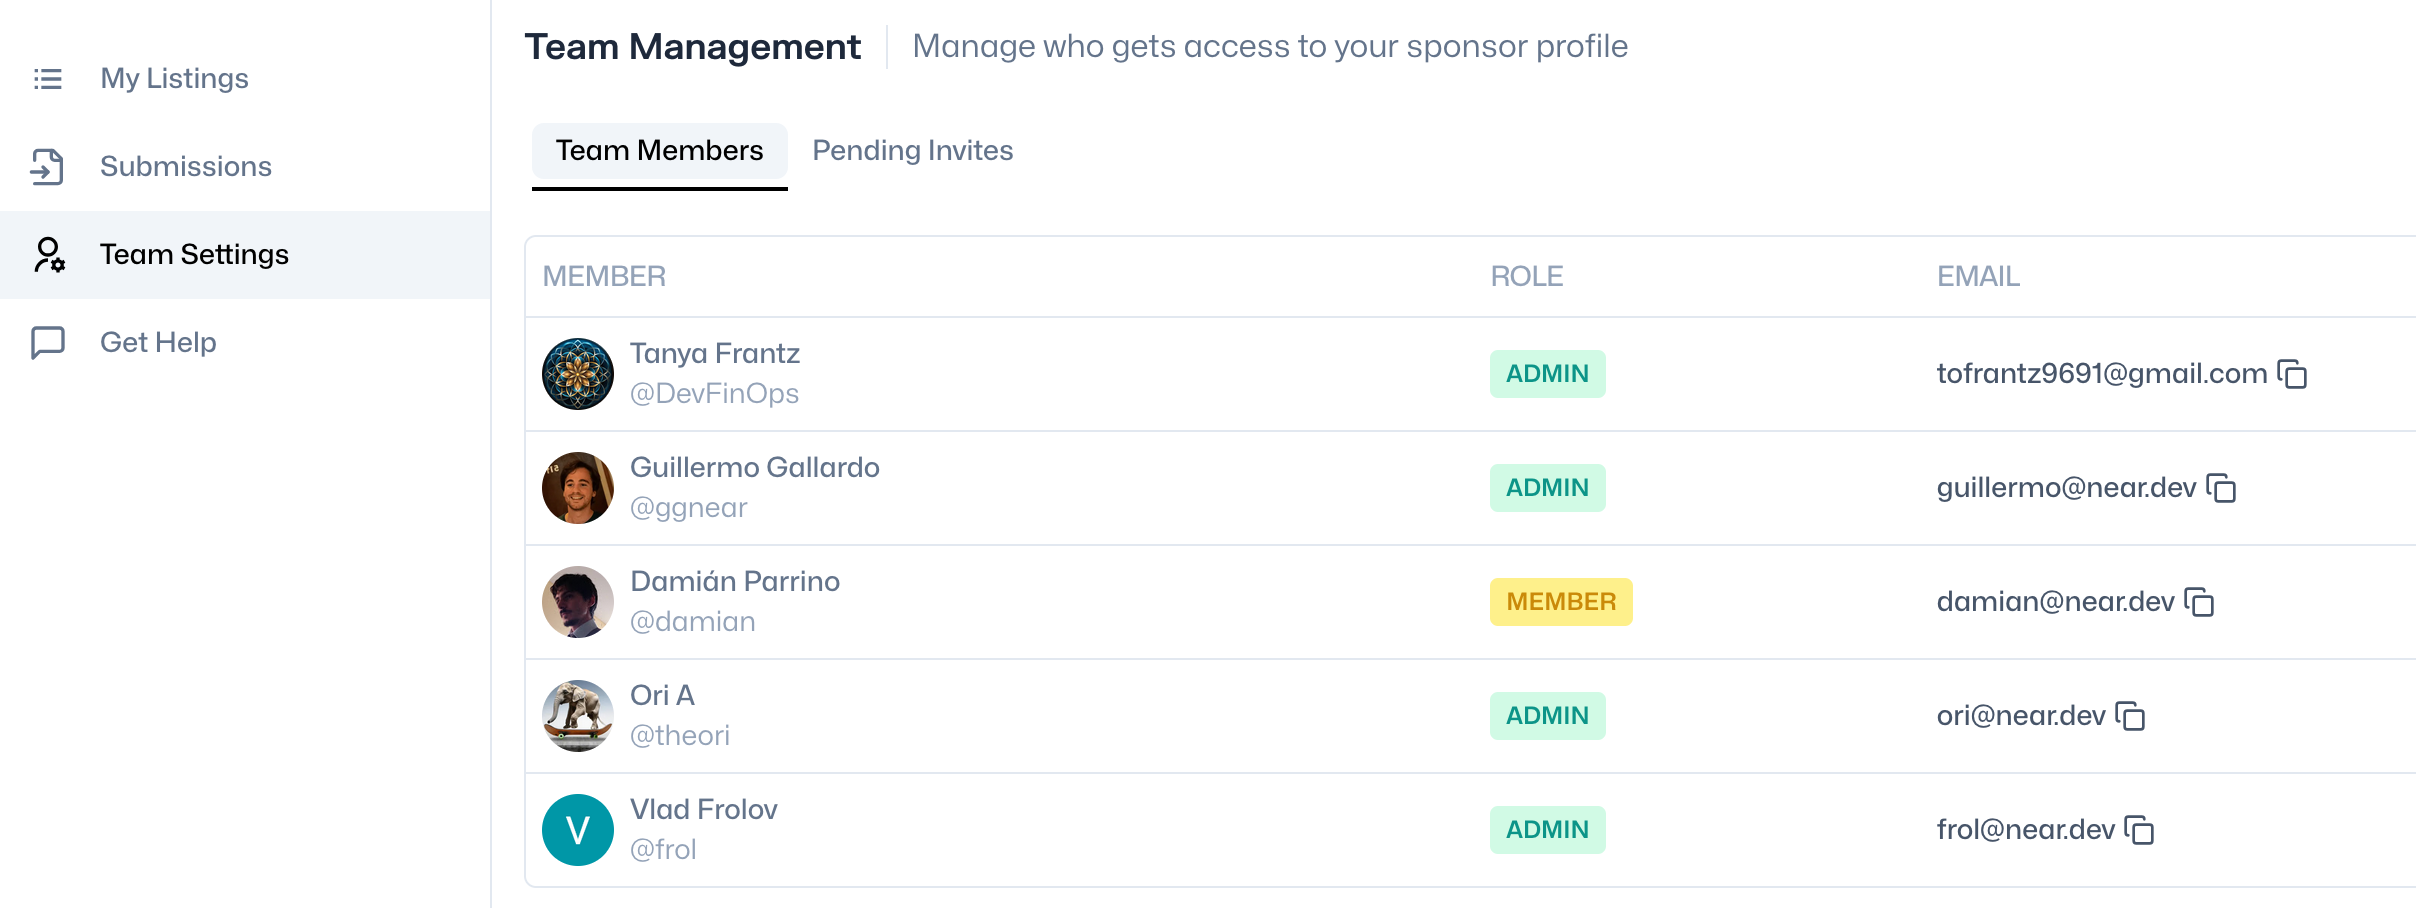 My Listings
Submissions
Team Settings
Get Help
Team Management
Manage who gets access to your sponsor profile
Team Members
Pending Invites
MEMBER
ROLE
EMAIL
Tanya Frantz
@DevFinOps
ADMIN
tofrantz9691@gmail.com
Guillermo Gallardo
@ggnear
ADMIN
guillermo@near.dev
Damián Parrino
@damian
MEMBER
damian@near.dev
Ori A
@theori
ADMIN
ori@near.dev
V
Vlad Frolov
@frol
ADMIN
frol@near.dev